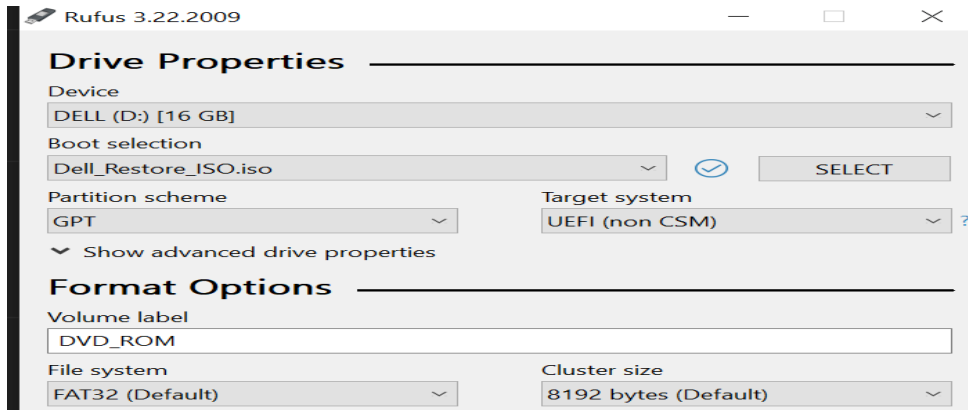 Rufus 3.22.2009
Drive Properties
Device
DELL (D:) [16 GB]
Boot selection
Dell_Restore_ISO.iso
SELECT
Partition scheme
Target system
GPT
UEFI (non CSM)
?
Show advanced drive properties
Format Options
Volume label
DVD_ROM
File system
Cluster size
FAT32 (Default)
8192 bytes (Default)